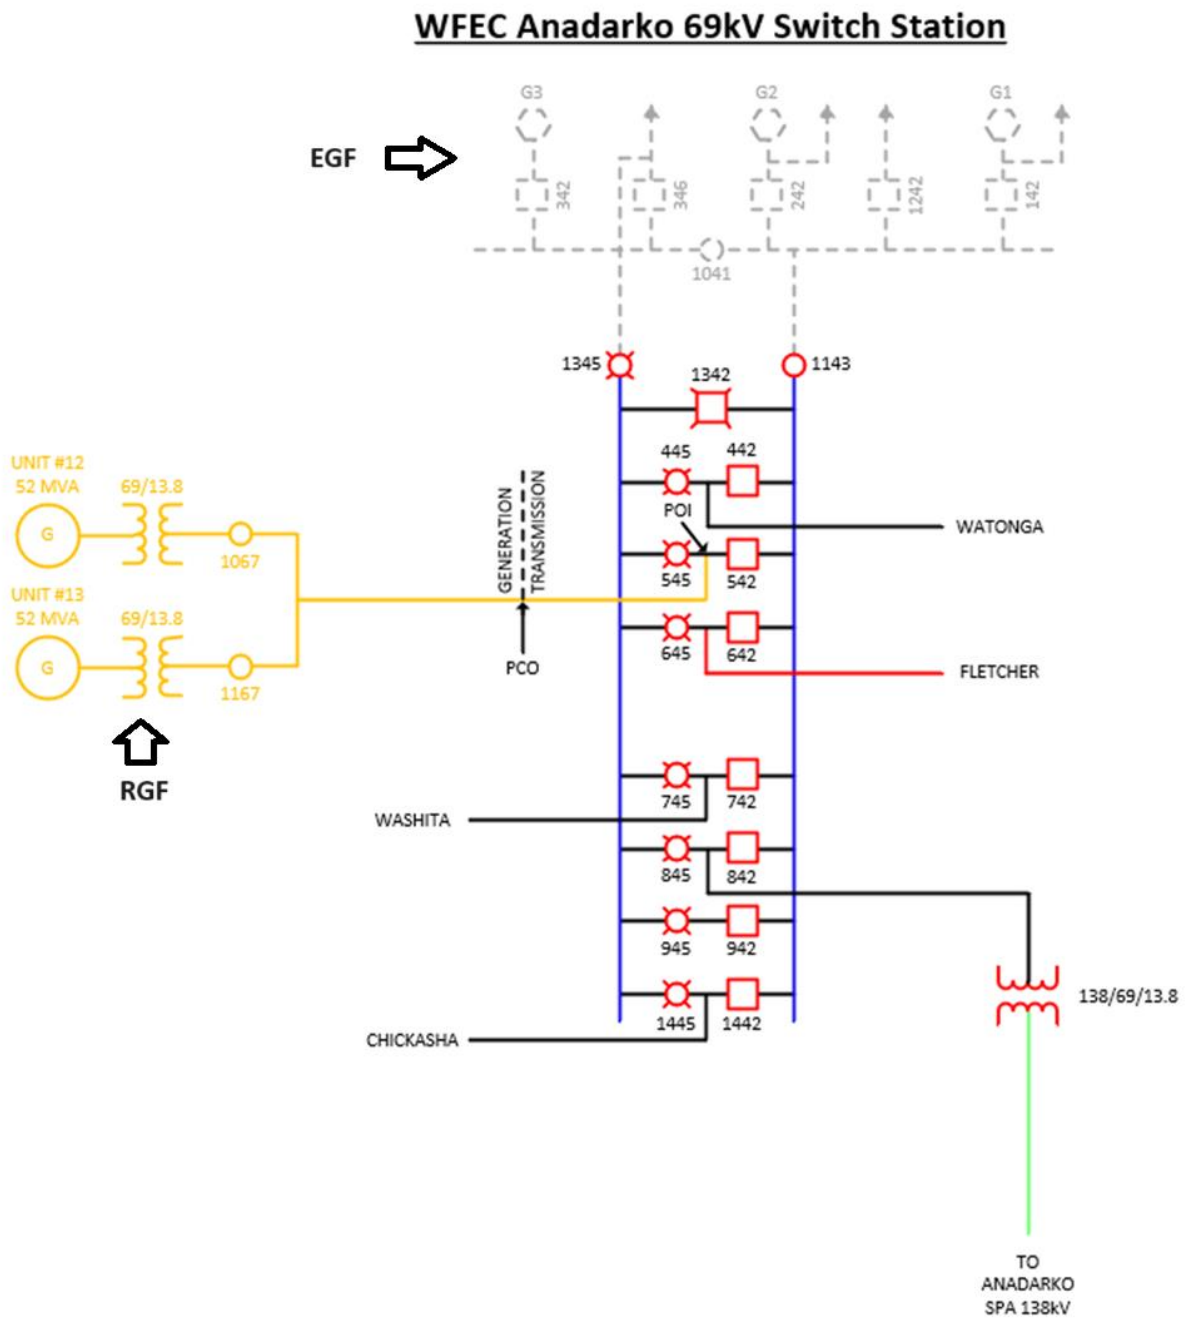 WFEC Anadarko 69kV Switch Station
G3
G2
G1
EGF
342
346
242
1242
142
1041
1345
1143
1342
445
442
POI
WATONGA
UNIT #12
52 MVA
69/13.8
G
1067
GENERATION
TRANSMISSION
545
542
UNIT #13
52 MVA
69/13.8
G
1167
PCO
645
642
FLETCHER
RGF
745
742
WASHITA
845
842
945
942
138/69/13.8
1445
1442
CHICKASHA
TO
ANADARKO
SPA 138kV